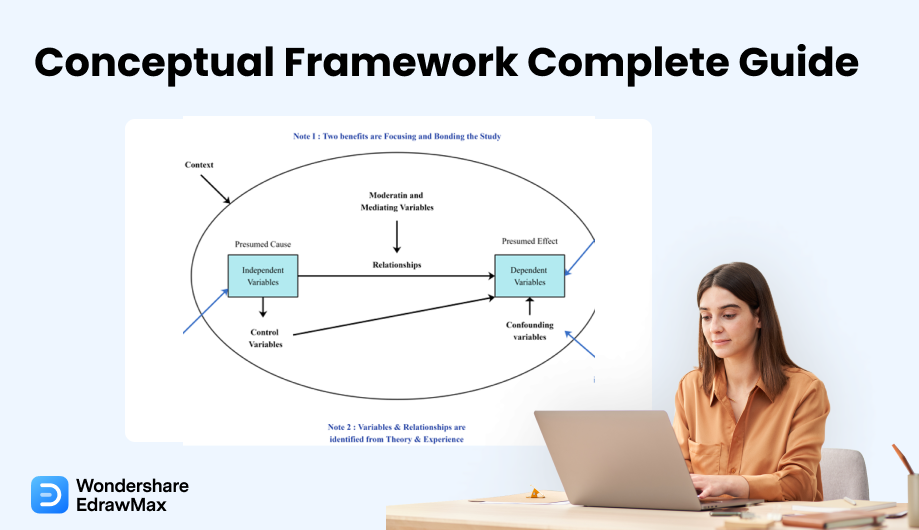 Conceptual Framework Complete Guide
Note 1 : Two benefits are Focusing and Bonding the Study
Context
Moderatin and
Mediating Variables
Presumed Cause
Presumed Effect
Independent
Variables
Relationships
Dependent
Variables
Control
Variables
Confounding
variables
Note 2 : Variables & Relationships are
identified from Theory & Experience
Wondershare
EdrawMax